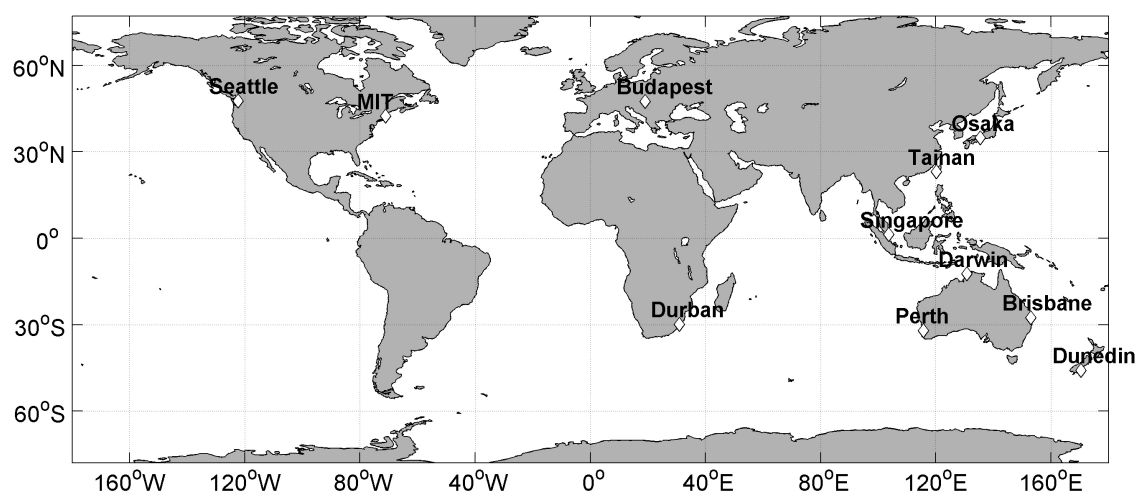 60°N
Seattle
MIT
Budapest
Osaka
30°N
Tainan
Singapore
0°
Darwin
Durban
Perth
Brisbane
30°S
Dunedin
60°S
160°W 120°W 80°W 40°W 0° 40°E 80°E 120°E 160°E